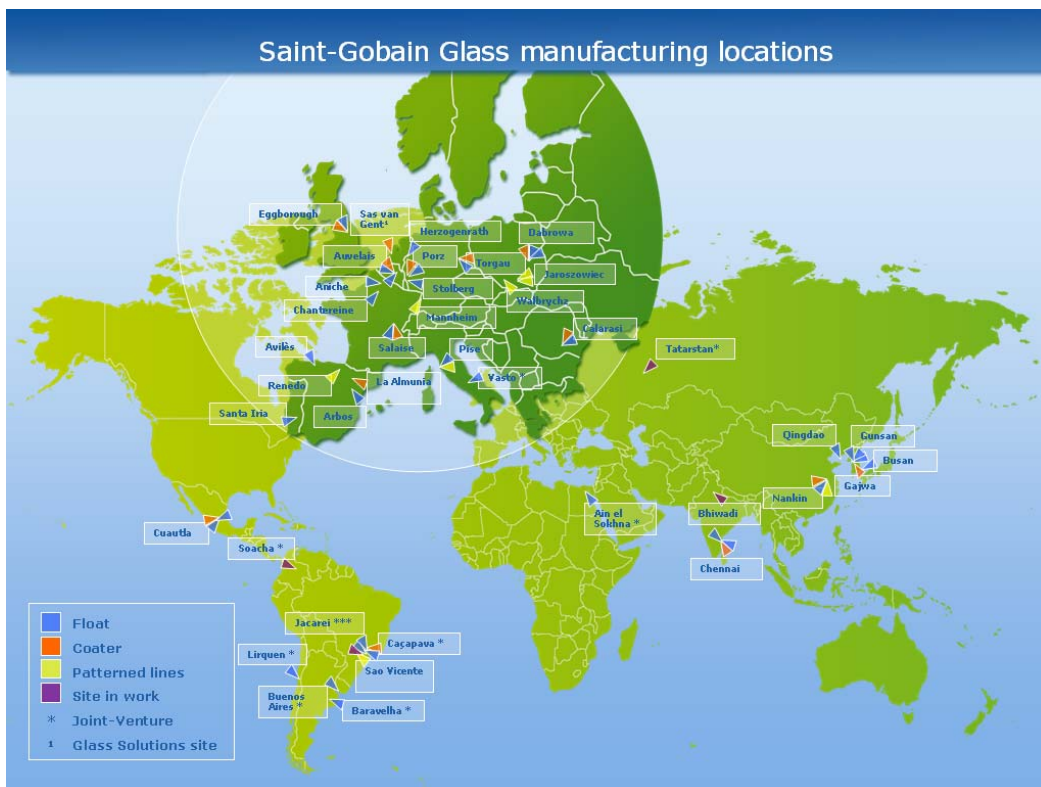 Saint-Gobain Glass manufacturing locations
Eggborough
Sas van
Gent¹
Herzogenrath
Dabrowa
Auvelais
Porz
Torgau
Jaroszowiec
Aniche
Stolberg
Walbrychz
Chantereine
Mannheim
Calarasi
Avilès
Salaise
Pise
Tatarstan*
Renedo
La Almunia
Vasto *
Santa Iria
Arbos
Qingdao
Gunsan
Busan
Gajwa
Nankin
Cuautla
Ain el
Sokhna *
Bhiwadi
Soacha *
Chennai
Jacarei ***
Caçapava *
Lirquen *
Sao Vicente
Buenos
Aires *
Baravelha *
Float
Coater
Patterned lines
Site in work
* Joint-Venture
¹ Glass Solutions site